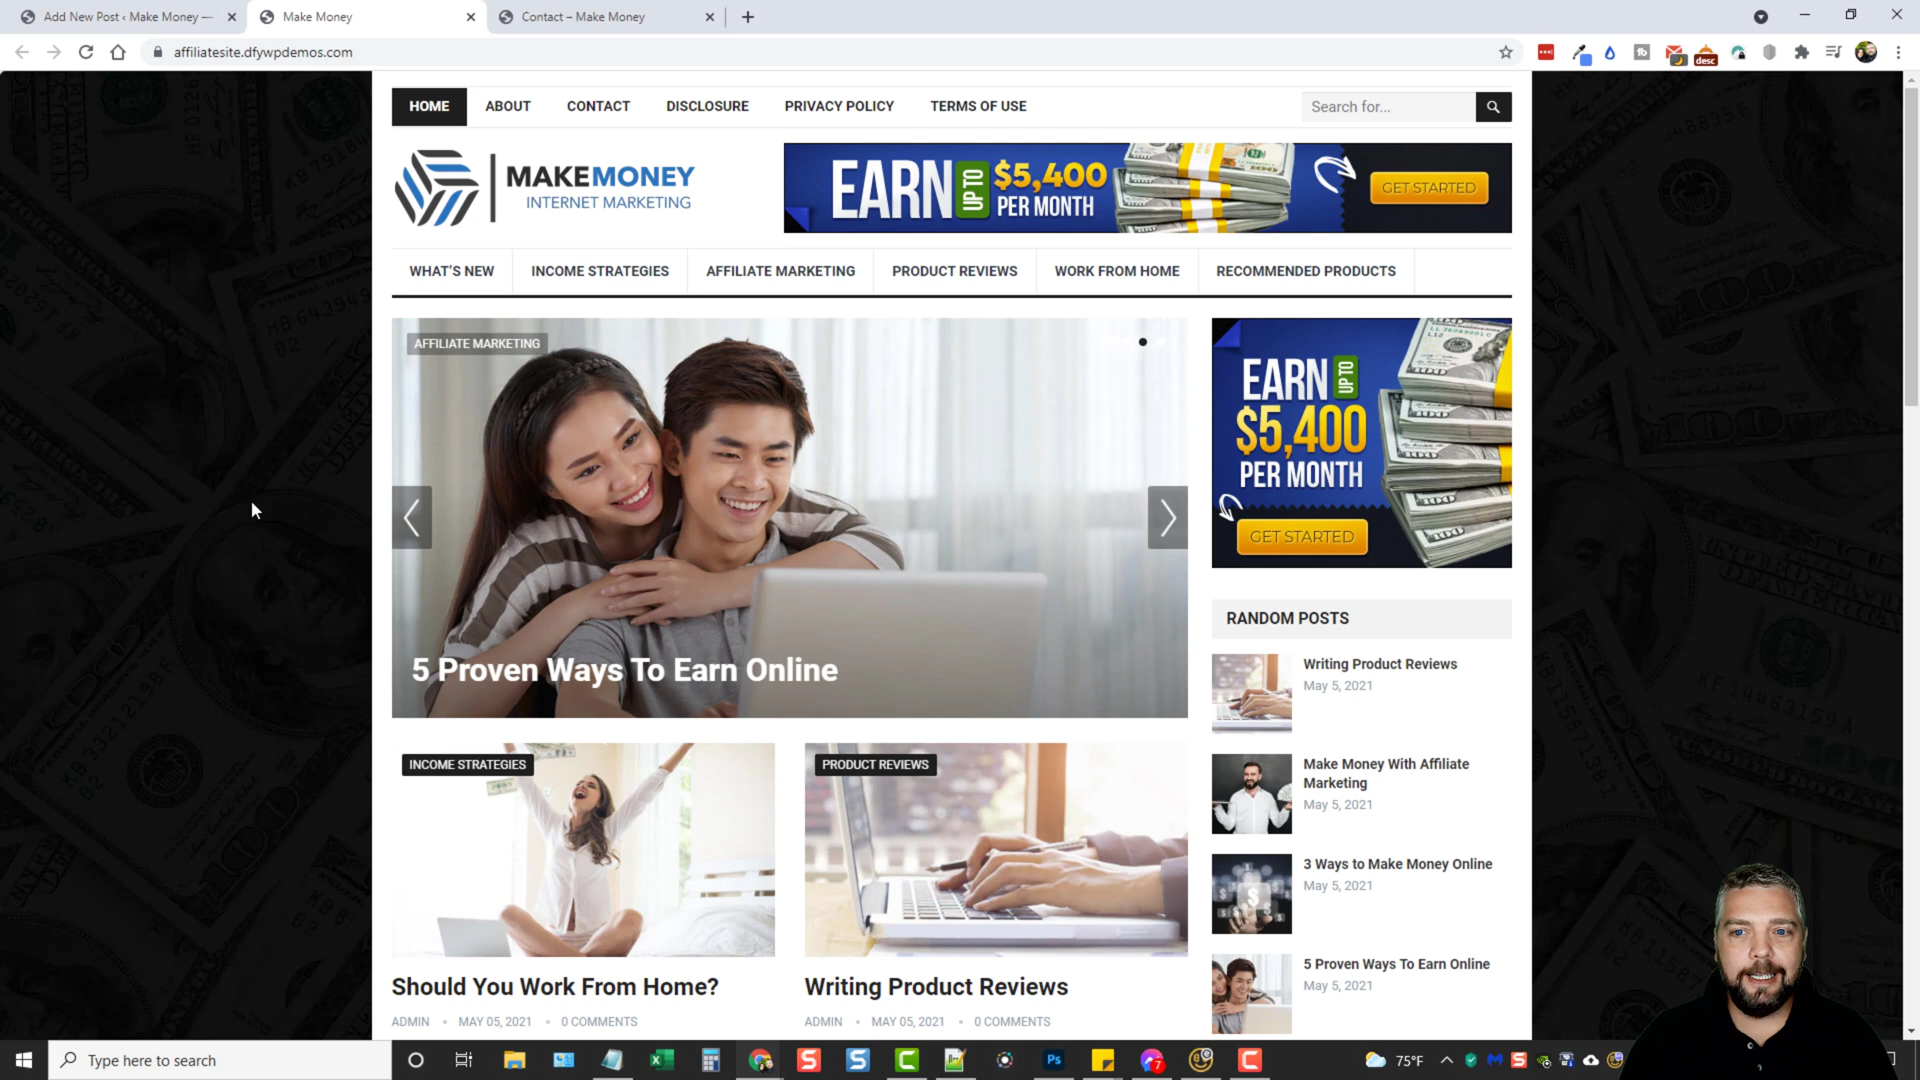 Add New Post ‹ Make Money —
Make Money
Contact – Make Money
affiliatesite.dfywpdemos.com
desc
HOME
ABOUT
CONTACT
DISCLOSURE
PRIVACY POLICY
TERMS OF USE
Search for...
MAKEMONEY
INTERNET MARKETING
EARN UP TO $5,400
PER MONTH
GET STARTED
WHAT'S NEW
INCOME STRATEGIES
AFFILIATE MARKETING
PRODUCT REVIEWS
WORK FROM HOME
RECOMMENDED PRODUCTS
AFFILIATE MARKETING
5 Proven Ways To Earn Online
EARN UP TO
$5,400
PER MONTH
GET STARTED
RANDOM POSTS
Writing Product Reviews
May 5, 2021
Make Money With Affiliate
Marketing
May 5, 2021
3 Ways to Make Money Online
May 5, 2021
5 Proven Ways To Earn Online
May 5, 2021
INCOME STRATEGIES
Should You Work From Home?
ADMIN • MAY 05, 2021 • 0 COMMENTS
PRODUCT REVIEWS
Writing Product Reviews
ADMIN • MAY 05, 2021 • 0 COMMENTS
Type here to search
Ps
7
75°F